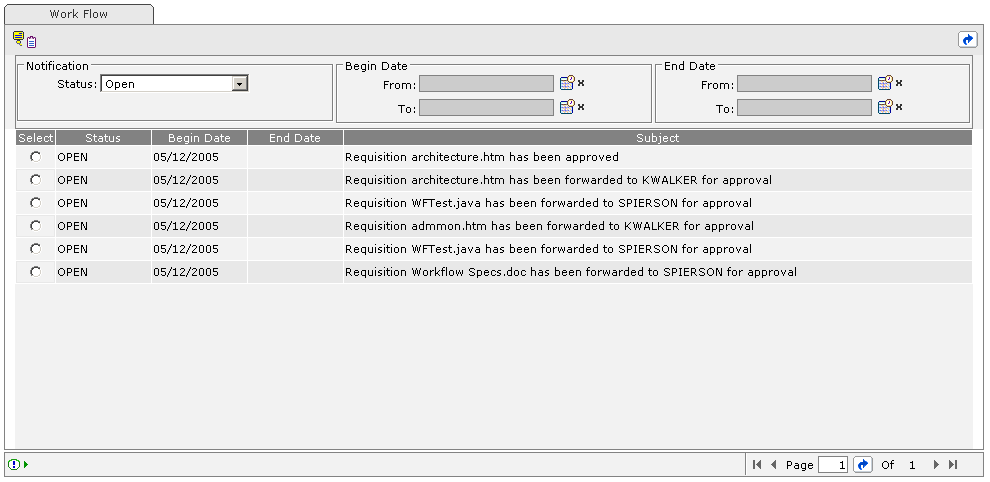 Work Flow
Notification
Status: Open
Begin Date
From: x
To: x
End Date
From: x
To: x
Select Status Begin Date End Date Subject
OPEN 05/12/2005 Requisition architecture.htm has been approved
OPEN 05/12/2005 Requisition architecture.htm has been forwarded to KWALKER for approval
OPEN 05/12/2005 Requisition WFTest.java has been forwarded to SPIERSON for approval
OPEN 05/12/2005 Requisition admmon.htm has been forwarded to KWALKER for approval
OPEN 05/12/2005 Requisition WFTest.java has been forwarded to SPIERSON for approval
OPEN 05/12/2005 Requisition Workflow Specs.doc has been forwarded to SPIERSON for approval
Page 1 Of 1